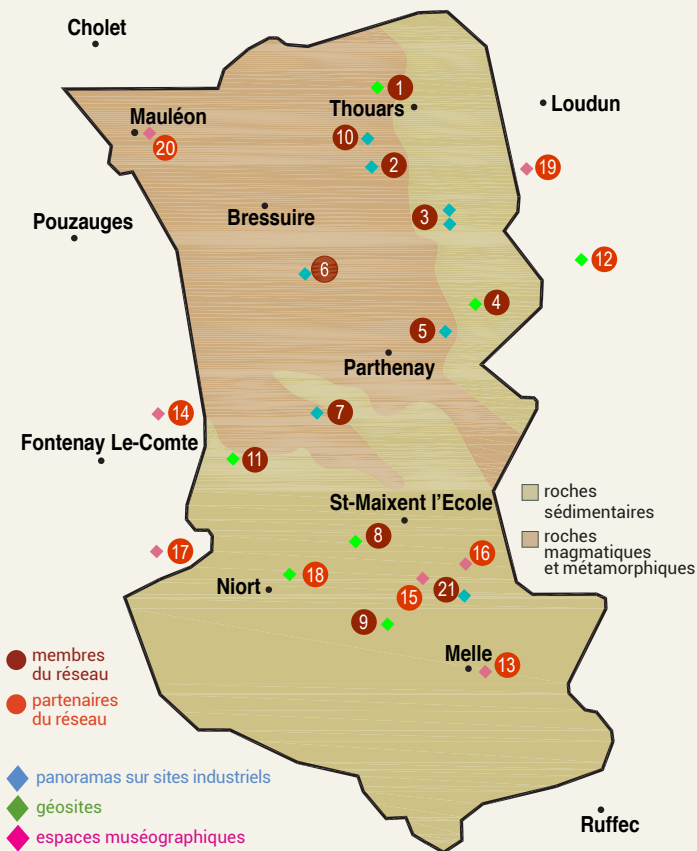 Cholet
1
Thouars
Loudun
Mauléon
10
20
2
19
Bressuire
3
Pouzauges
12
6
4
5
Parthenay
14
7
Fontenay Le-Comte
11
roches
sédimentaires
St-Maixent l'Ecole
roches
magmatiques
et métamorphiques
8
17
16
18
Niort
15
21
9
membres
du réseau
Melle
13
partenaires
du réseau
panoramas sur sites industriels
géosites
Ruffec
espaces muséographiques